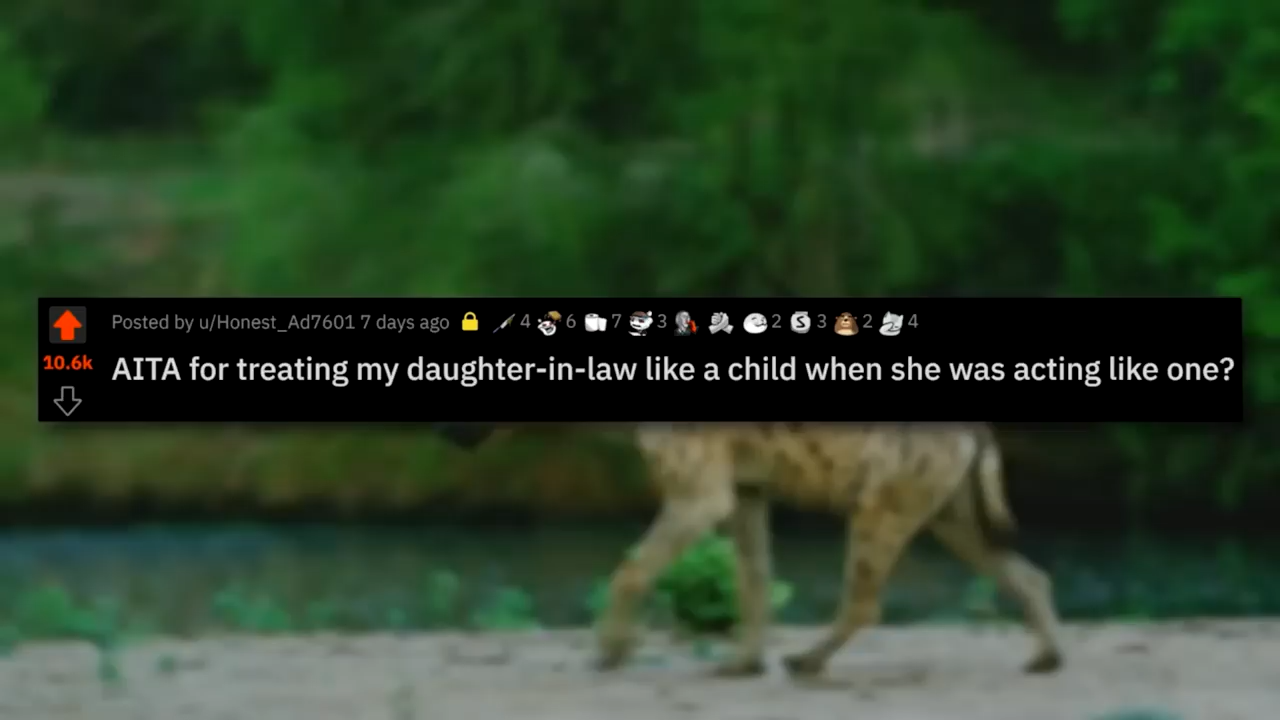 Posted by u/Honest_Ad7601 7 days ago 4 6 7 3 2 3 2 4
10.6k
AITA for treating my daughter-in-law like a child when she was acting like one?